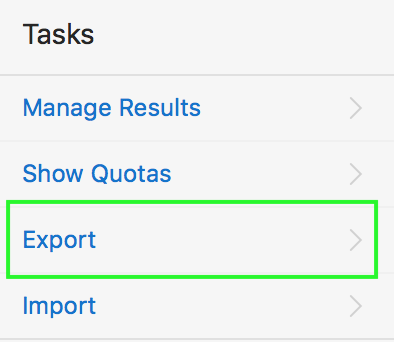 Tasks
Manage Results
Show Quotas
Export
Import